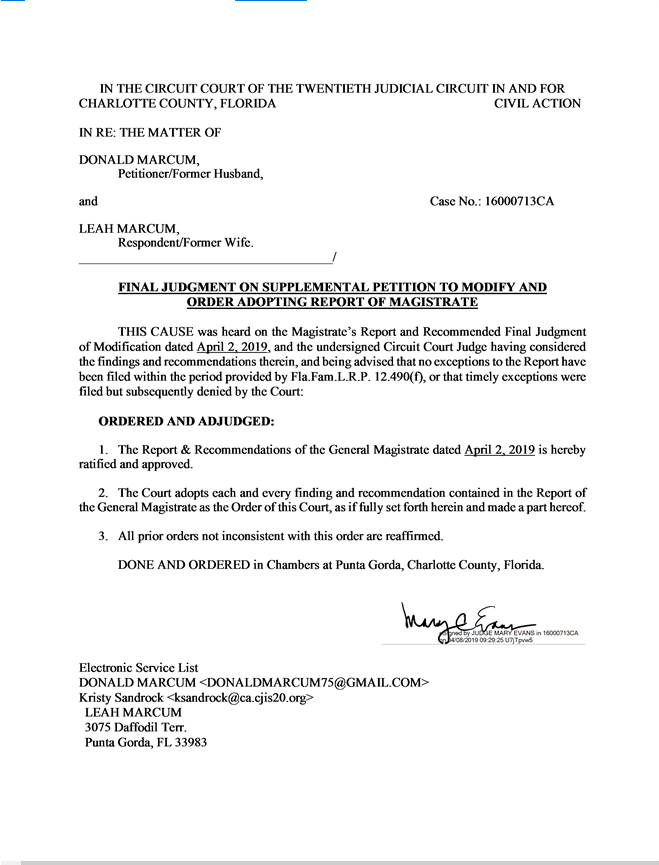 IN THE CIRCUIT COURT OF THE TWENTIETH JUDICIAL CIRCUIT IN AND FOR
CHARLOTTE COUNTY, FLORIDA CIVIL ACTION
IN RE: THE MATTER OF
DONALD MARCUM,
Petitioner/Former Husband,
and Case No.: 16000713CA
LEAH MARCUM,
Respondent/Former Wife.
/
FINAL JUDGMENT ON SUPPLEMENTAL PETITION TO MODIFY AND
ORDER ADOPTING REPORT OF MAGISTRATE
THIS CAUSE was heard on the Magistrate's Report and Recommended Final Judgment
of Modification dated April 2, 2019, and the undersigned Circuit Court Judge having considered
the findings and recommendations therein, and being advised that no exceptions to the Report have
been filed within the period provided by Fla.Fam.L.R.P. 12.490(f), or that timely exceptions were
filed but subsequently denied by the Court:
ORDERED AND ADJUDGED:
1. The Report & Recommendations of the General Magistrate dated April 2, 2019 is hereby
ratified and approved.
2. The Court adopts each and every finding and recommendation contained in the Report of
the General Magistrate as the Order of this Court, as if fully set forth herein and made a part hereof.
3. All prior orders not inconsistent with this order are reaffirmed.
DONE AND ORDERED in Chambers at Punta Gorda, Charlotte County, Florida.
Mary C Evans
by JUDGE MARY EVANS in 16000713CA
04/08/2019 09:29:25 U7jTpvw5
Electronic Service List
DONALD MARCUM <DONALDMARCUM75@GMAIL.COM>
Kristy Sandrock <ksandrock@ca.cjis20.org>
LEAH MARCUM
3075 Daffodil Terr.
Punta Gorda, FL 33983